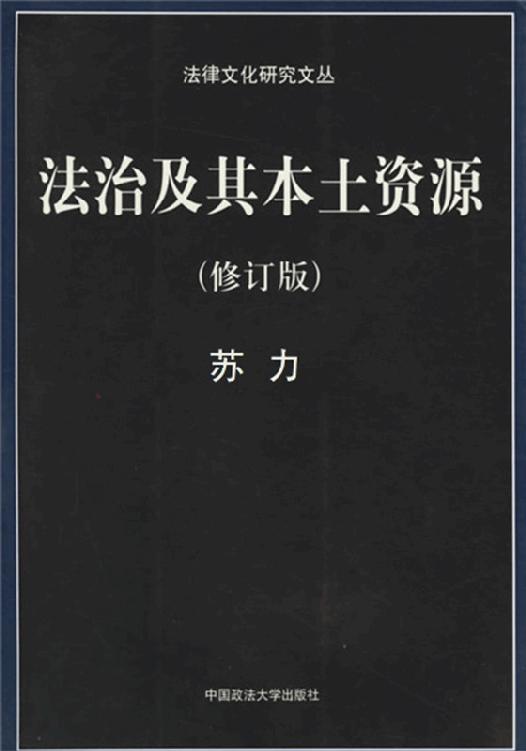 法律文化研究文丛
法治及其本土资源
(修订版)
苏力
中国政法大学出版社